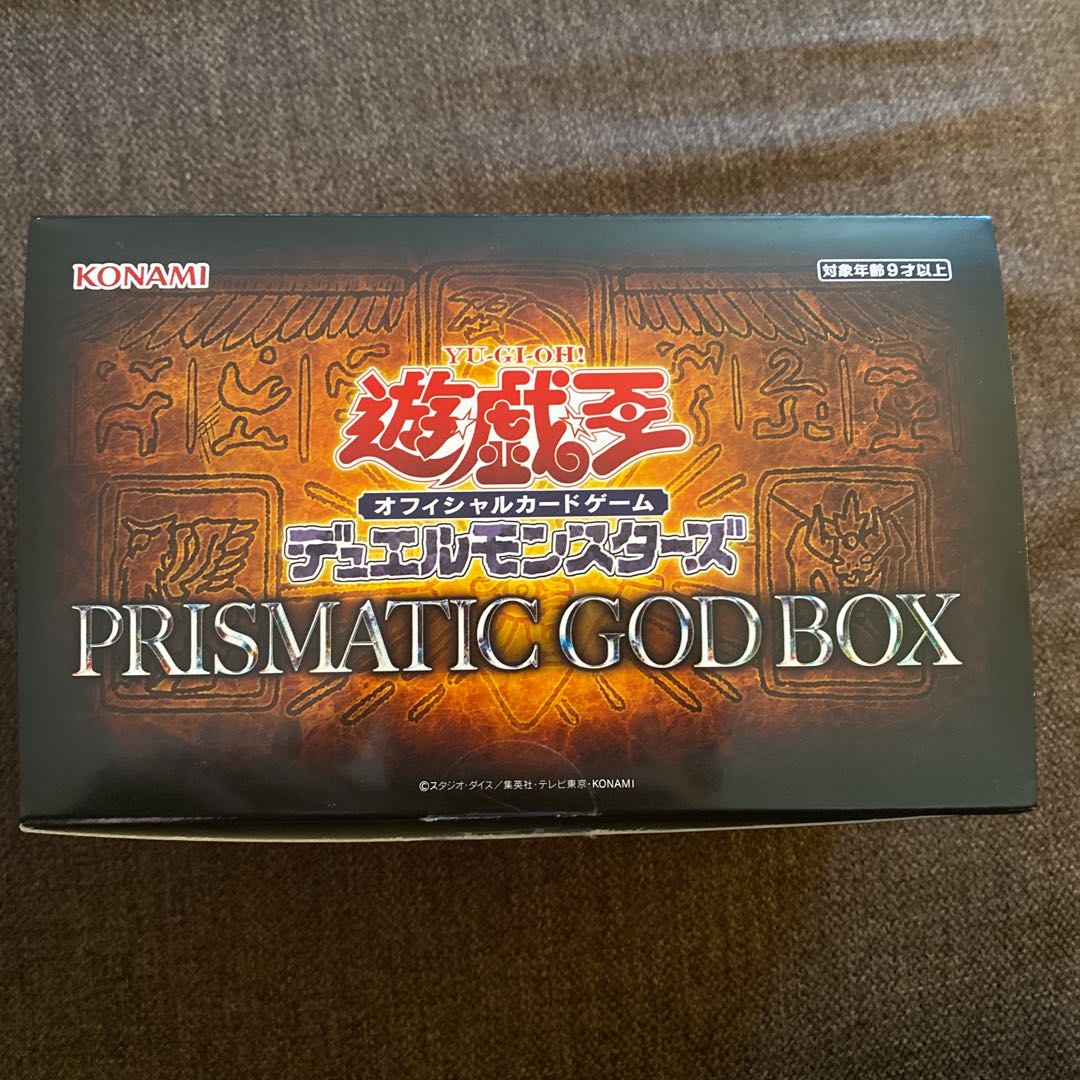 KONAMI
対象年齢9才以上
YU-GI-OH!
遊☆戯☆王
オフィシャルカードゲーム
デュエルモンスターズ
PRISMATIC GOD BOX
©スタジオ・ダイス/集英社・テレビ東京・KONAMI